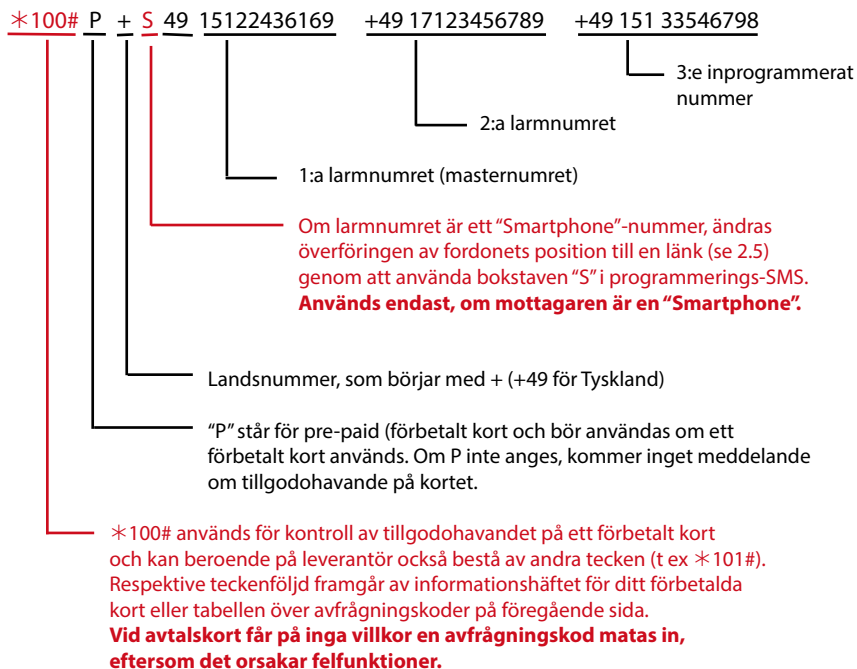 ✳100# P + S 49 15122436169 +49 17123456789 +49 151 33546798
3:e inprogrammerat
nummer
2:a larmnumret
1:a larmnumret (masternumret)
Om larmnumret är ett “Smartphone”-nummer, ändras
överföringen av fordonets position till en länk (se 2.5)
genom att använda bokstaven “S” i programmerings-SMS.
Används endast, om mottagaren är en “Smartphone”.
Landsnummer, som börjar med + (+49 för Tyskland)
“P” står för pre-paid (förbetalt kort och bör användas om ett
förbetalt kort används. Om P inte anges, kommer inget meddelande
om tillgodohavande på kortet.
✳100# används för kontroll av tillgodohavandet på ett förbetalt kort
och kan beroende på leverantör också bestå av andra tecken (t ex ✳101#).
Respektive teckenföljd framgår av informationshäftet för ditt förbetalda
kort eller tabellen över avfrågningskoder på föregående sida.
Vid avtalskort får på inga villkor en avfrågningskod matas in,
eftersom det orsakar felfunktioner.